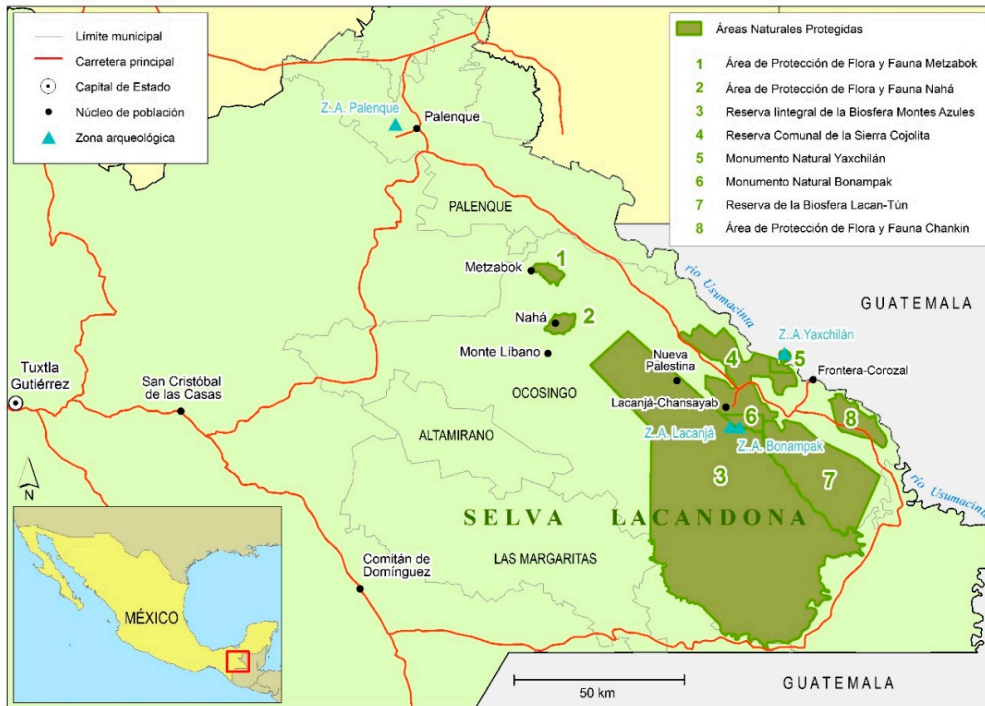 Límite municipal
Carretera principal
Capital de Estado
Núcleo de población
Zona arqueológica
Áreas Naturales Protegidas
1 Área de Protección de Flora y Fauna Metzabok
2 Área de Protección de Flora y Fauna Nahá
3 Reserva Iintegral de la Biosfera Montes Azules
4 Reserva Comunal de la Sierra Cojolita
5 Monumento Natural Yaxchilán
6 Monumento Natural Bonampak
7 Reserva de la Biosfera Lacan-Tún
8 Área de Protección de Flora y Fauna Chankin
Z..A. Palenque
Palenque
PALENQUE
Metzabok
1
río Usumacinta
GUATEMALA
Nahá
2
Monte Líbano
Z..A.Yaxchilán
4
5
Nueva
Palestina
Frontera-Corozal
Tuxtla
Gutiérrez
San Cristóbal
de las Casas
OCOSINGO
Lacanjá-Chansayab
6
8
ALTAMIRANO
Z..A. Lacanjá
Z..A. Bonampak
3
7
río Usumacinta
N
SELVA LACANDONA
LAS MARGARITAS
Comitán de
Domínguez
MÉXICO
50 km
GUATEMALA